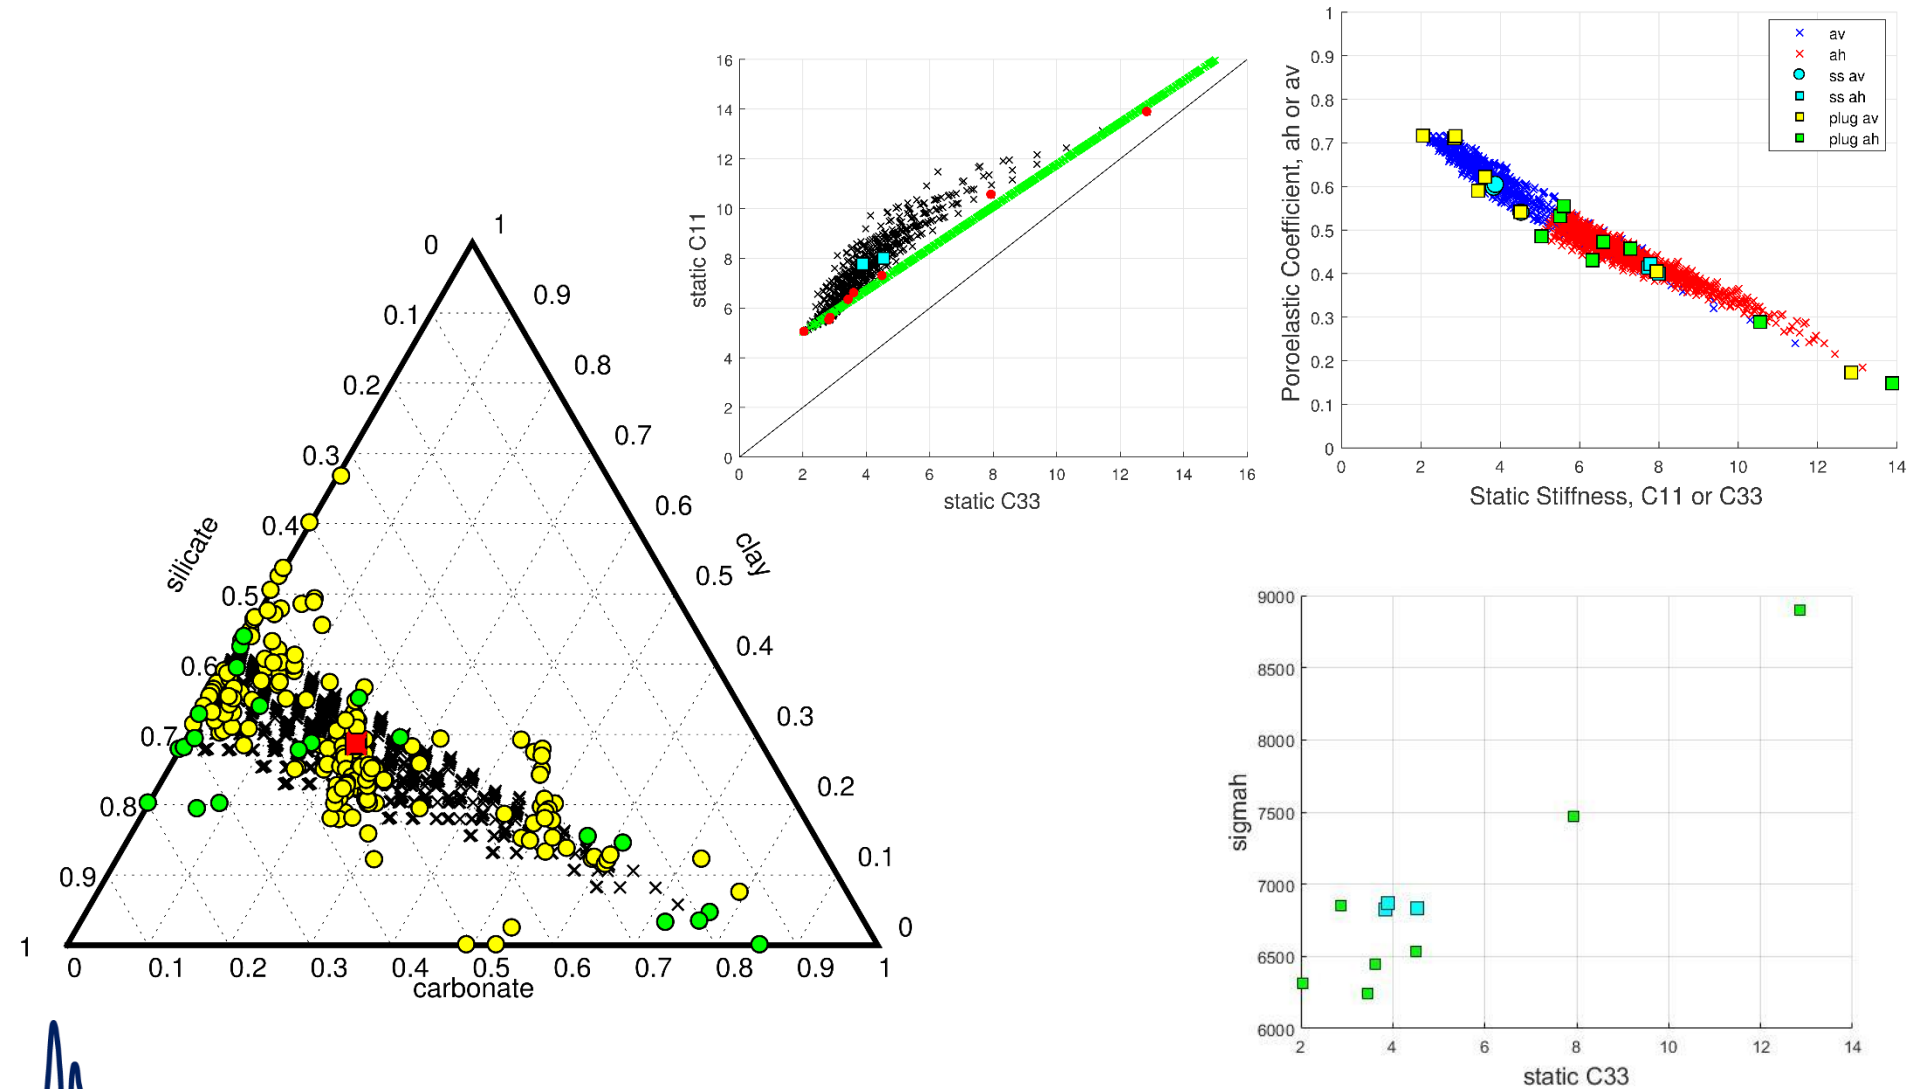 0
1
0.1
0.9
0.2
0.8
0.3
0.7
0.4
0.6
0.5
0.5
0.6
0.4
0.7
0.3
0.8
0.2
0.9
0.1
1
0
silicate
clay
0 0.1 0.2 0.3 0.4 0.5 0.6 0.7 0.8 0.9 1
carbonate
16
14
12
10
8
6
4
2
0
static C11
0 2 4 6 8 10 12 14 16
static C33
1
0.9
0.8
0.7
0.6
0.5
0.4
0.3
0.2
0.1
0
Poroelastic Coefficient, ah or av
av
ah
ss av
ss ah
plug av
plug ah
0 2 4 6 8 10 12 14
Static Stiffness, C11 or C33
9000
8500
8000
7500
7000
6500
6000
sigmah
2 4 6 8 10 12 14
static C33